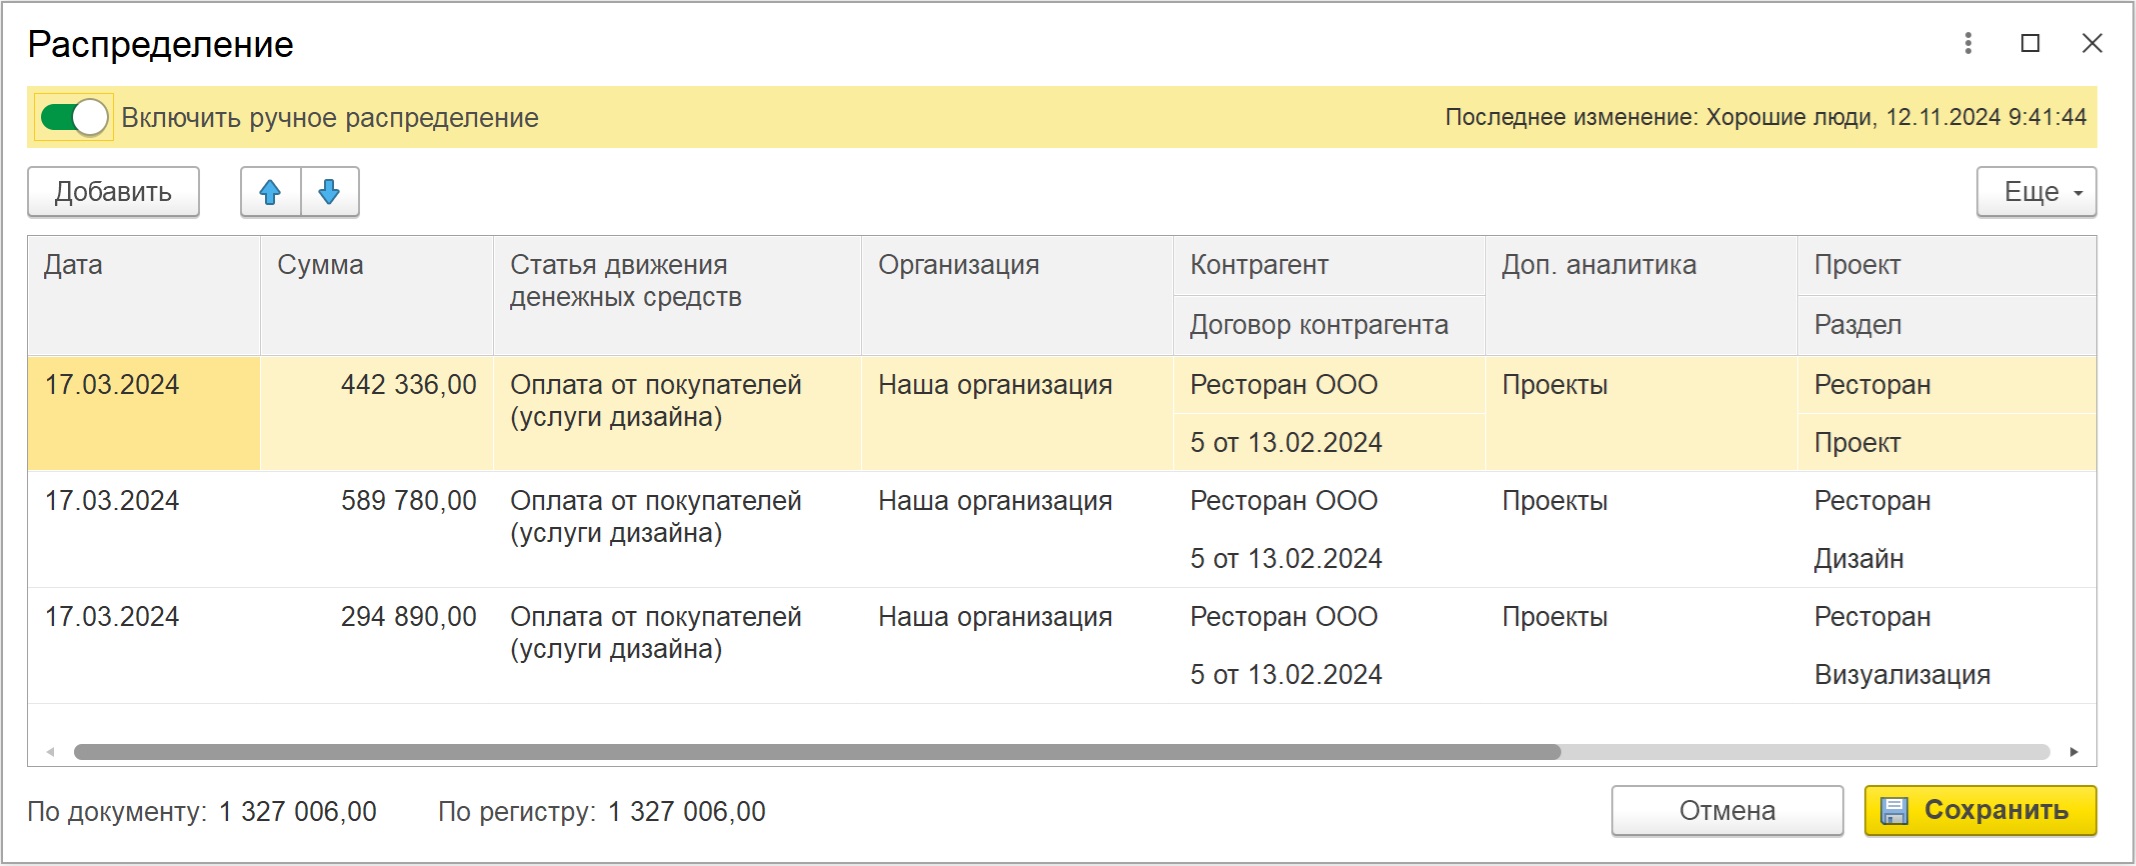 Распределение
Включить ручное распределение
Последнее изменение: Хорошие люди, 12.11.2024 9:41:44
Добавить
Еще
Дата
Сумма
Статья движения
денежных средств
Организация
Контрагент
Договор контрагента
Доп. аналитика
Проект
Раздел
17.03.2024
442 336,00
Оплата от покупателей
(услуги дизайна)
Наша организация
Ресторан ООО
5 от 13.02.2024
Проекты
Ресторан
Проект
17.03.2024
589 780,00
Оплата от покупателей
(услуги дизайна)
Наша организация
Ресторан ООО
5 от 13.02.2024
Проекты
Ресторан
Дизайн
17.03.2024
294 890,00
Оплата от покупателей
(услуги дизайна)
Наша организация
Ресторан ООО
5 от 13.02.2024
Проекты
Ресторан
Визуализация
По документу: 1 327 006,00
По регистру: 1 327 006,00
Отмена
Сохранить